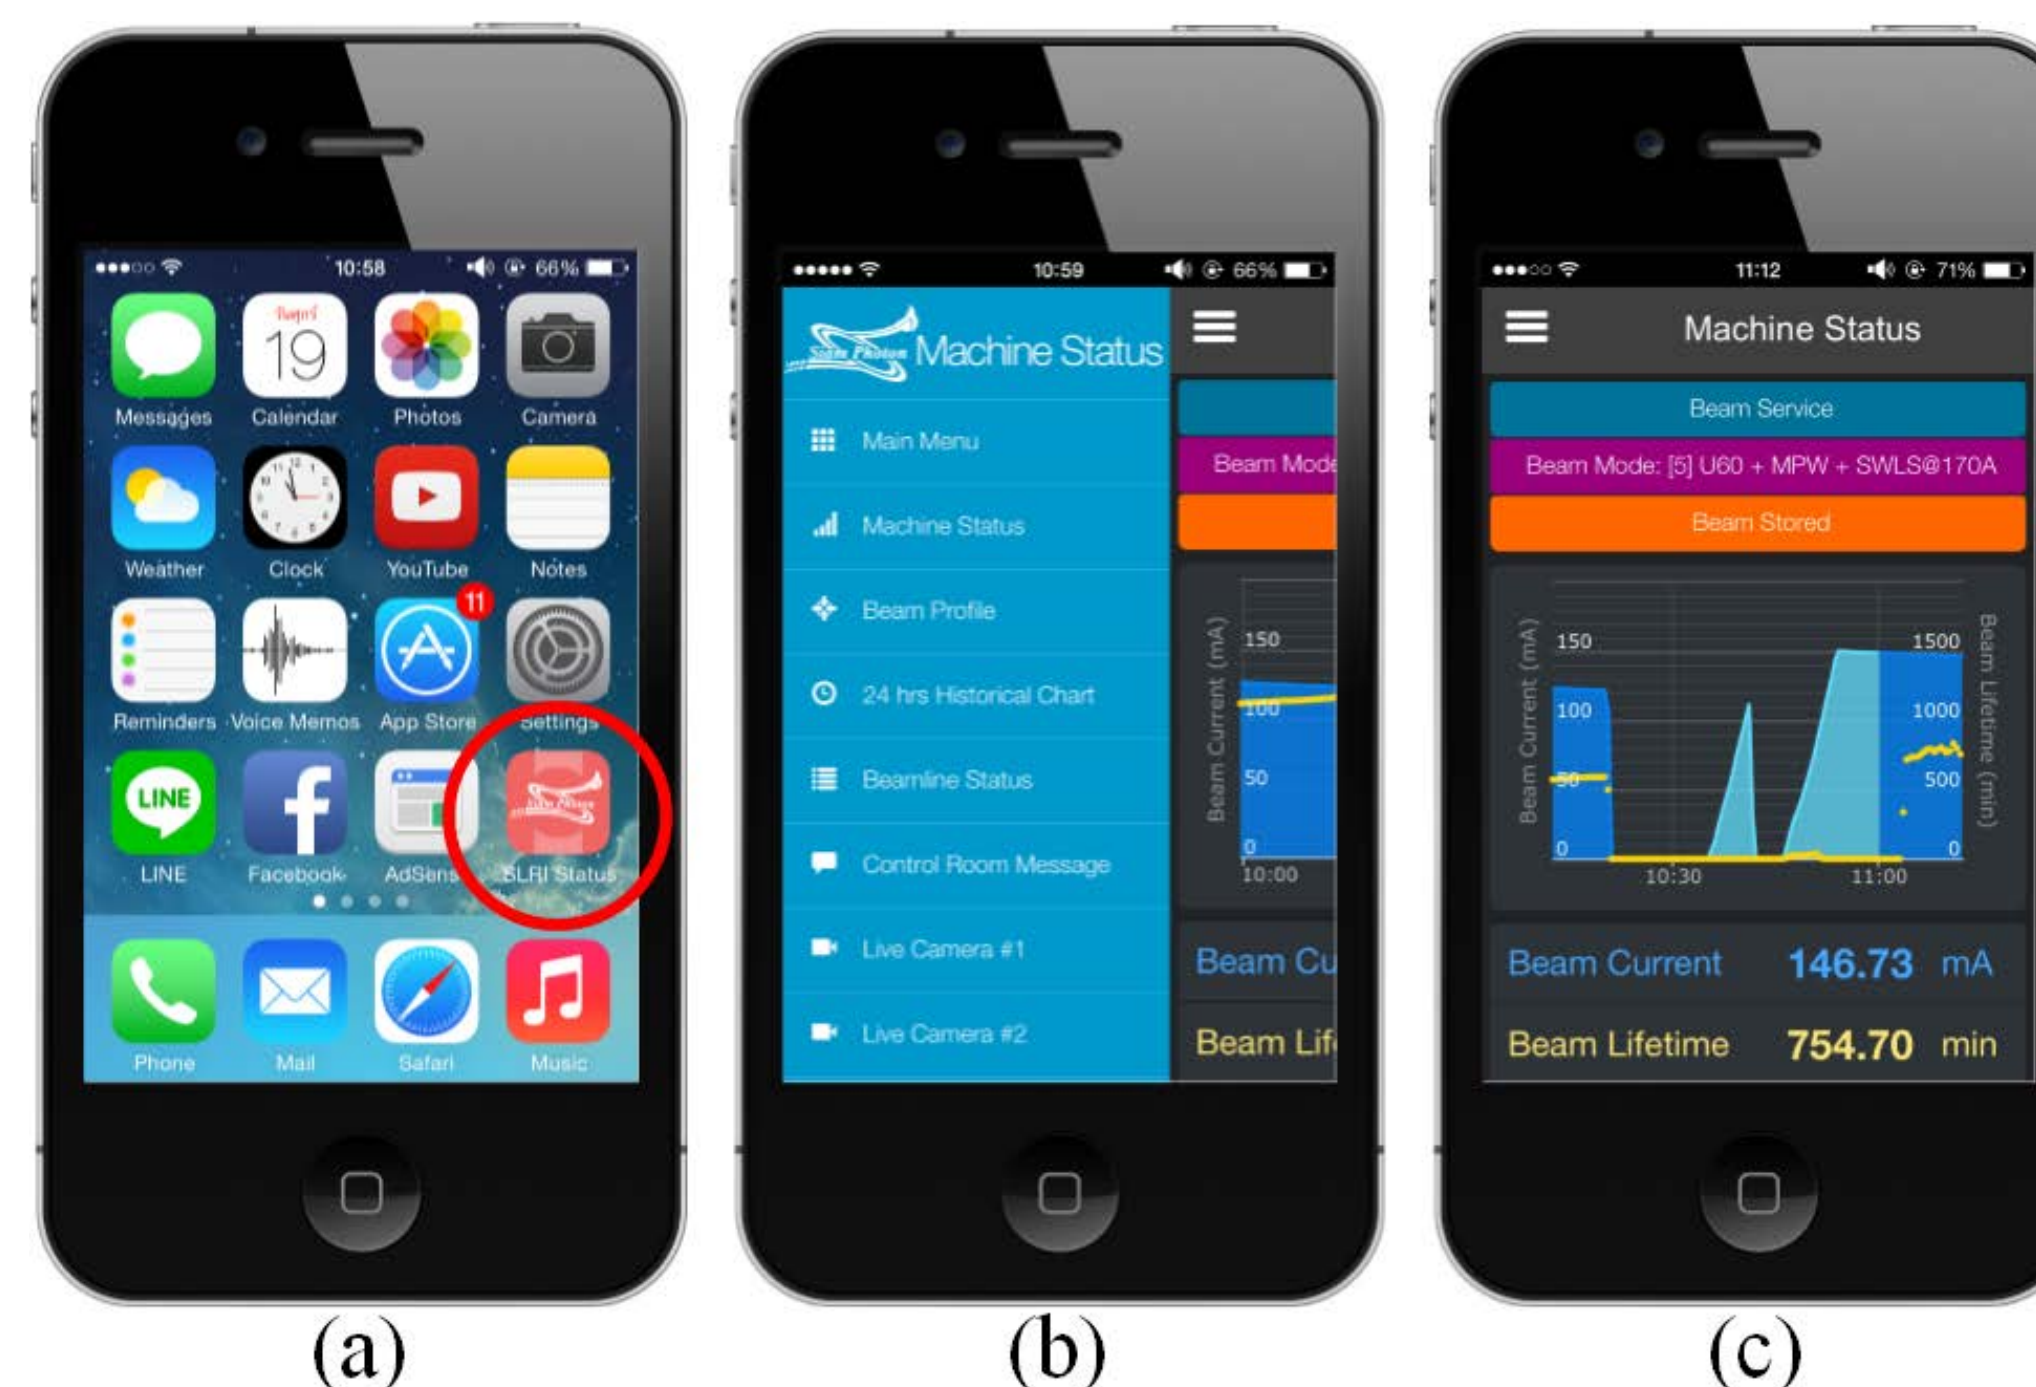 10:58
66%
19
Messages Calendar Photos Camera
Weather Clock YouTube Notes
11
Reminders Voice Memos App Store Settings
LINE
LINE Facebook AdSens SLRI Status
Phone Mail Safari Music
(a)
10:59
66%
Siam Photon Machine Status
Main Menu
Machine Status
Beam Profile
24 hrs Historical Chart
Beamline Status
Control Room Message
Live Camera #1
Live Camera #2
Beam Mode
Beam Current (mA)
150
100
50
0
10:00
Beam Cu
Beam Life
(b)
11:12
71%
Machine Status
Beam Service
Beam Mode: [5] U60 + MPW + SWLS@170A
Beam Stored
Beam Current (mA)
150
100
50
0
10:30
11:00
1500
1000
500
0
Beam Lifetime (min)
Beam Current 146.73 mA
Beam Lifetime 754.70 min
(c)